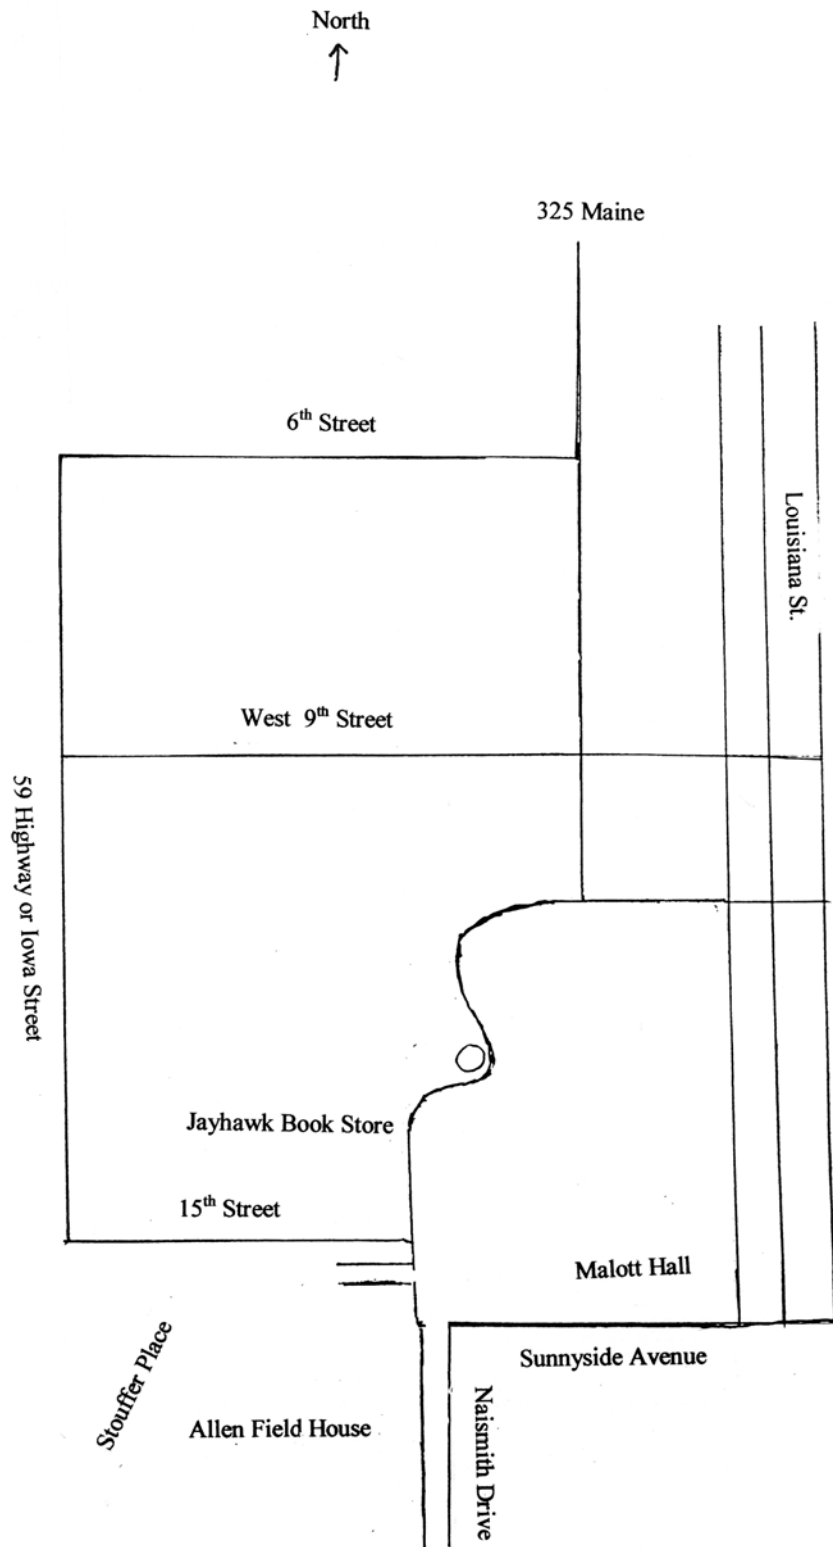 North
325 Maine
6th Street
Louisiana St.
West 9th Street
59 Highway or Iowa Street
Jayhawk Book Store
15th Street
Malott Hall
Sunnyside Avenue
Stouffer Place
Allen Field House
Naismith Drive